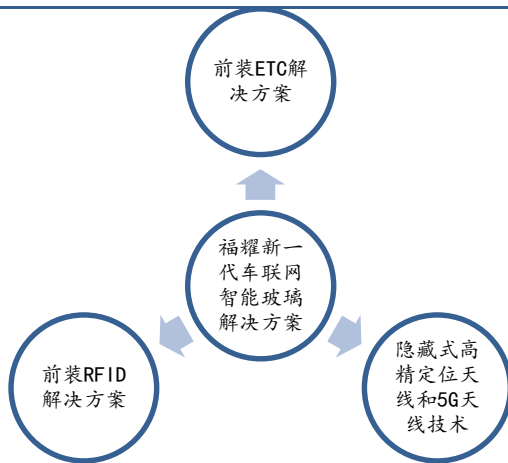 前装ETC解
决方案
福耀新一
代车联网
智能玻璃
解决方案
前装RFID
解决方案
隐藏式高
精定位天
线和5G天
线技术